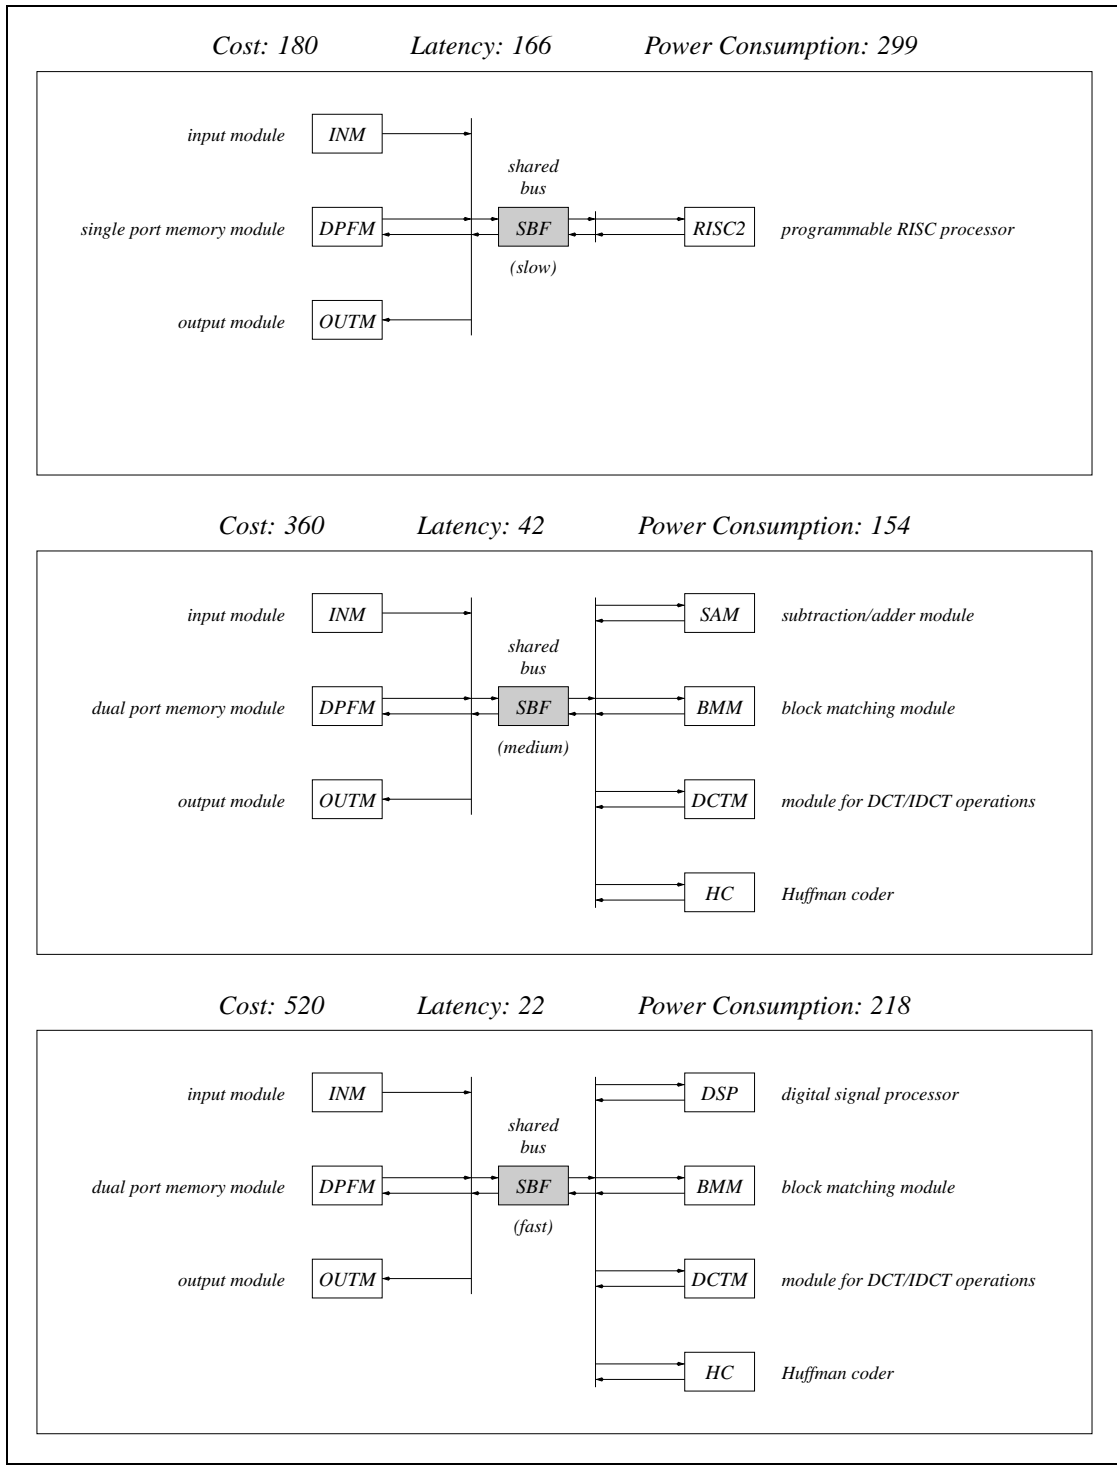 Cost: 180 Latency: 166 Power Consumption: 299
input module INM
shared
bus
single port memory module DPFM SBF RISC2 programmable RISC processor
(slow)
output module OUTM
Cost: 360 Latency: 42 Power Consumption: 154
input module INM SAM subtraction/adder module
shared
bus
dual port memory module DPFM SBF BMM block matching module
(medium)
output module OUTM DCTM module for DCT/IDCT operations
HC Huffman coder
Cost: 520 Latency: 22 Power Consumption: 218
input module INM DSP digital signal processor
shared
bus
dual port memory module DPFM SBF BMM block matching module
(fast)
output module OUTM DCTM module for DCT/IDCT operations
HC Huffman coder